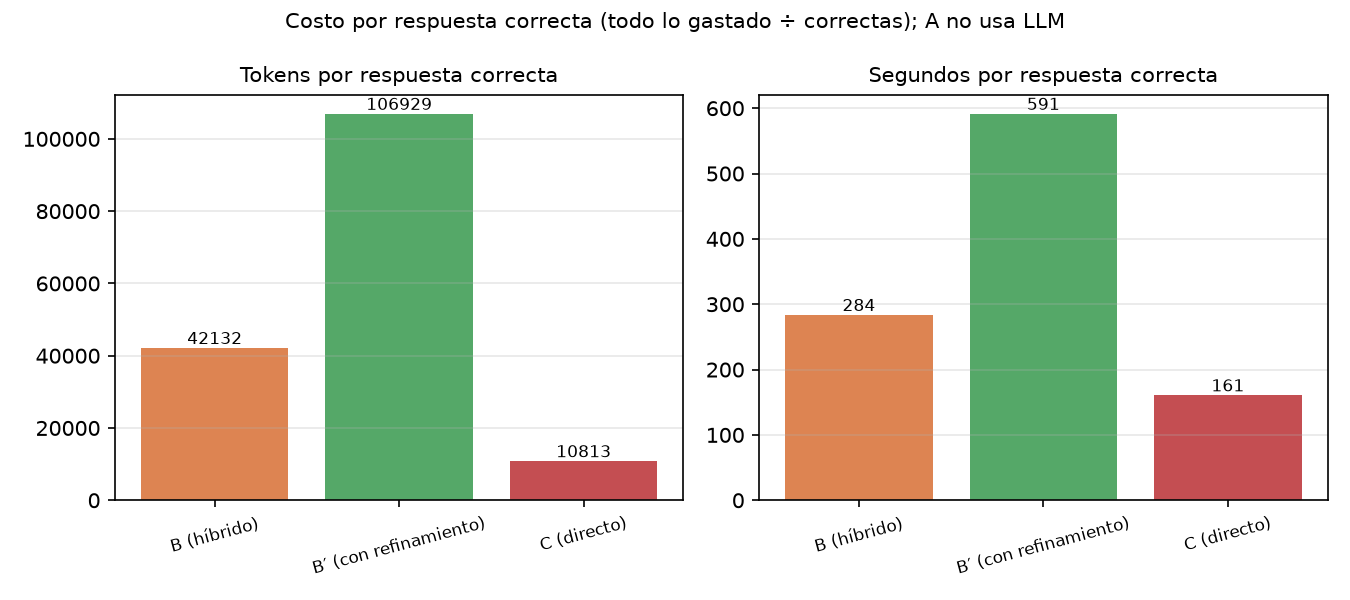 Costo por respuesta correcta (todo lo gastado ÷ correctas); A no usa LLM
Tokens por respuesta correcta
106929
100000
80000
60000
42132
40000
20000
10813
0
B (híbrido)
B′ (con refinamiento)
C (directo)
Segundos por respuesta correcta
600
591
500
400
300
284
200
161
100
0
B (híbrido)
B′ (con refinamiento)
C (directo)